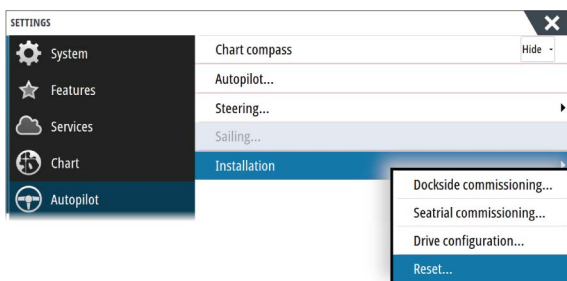 SETTINGS
System
Features
Services
Chart
Autopilot
Chart compass
Hide
Autopilot...
Steering...
Sailing...
Installation
Dockside commissioning...
Seatrial commissioning...
Drive configuration...
Reset...